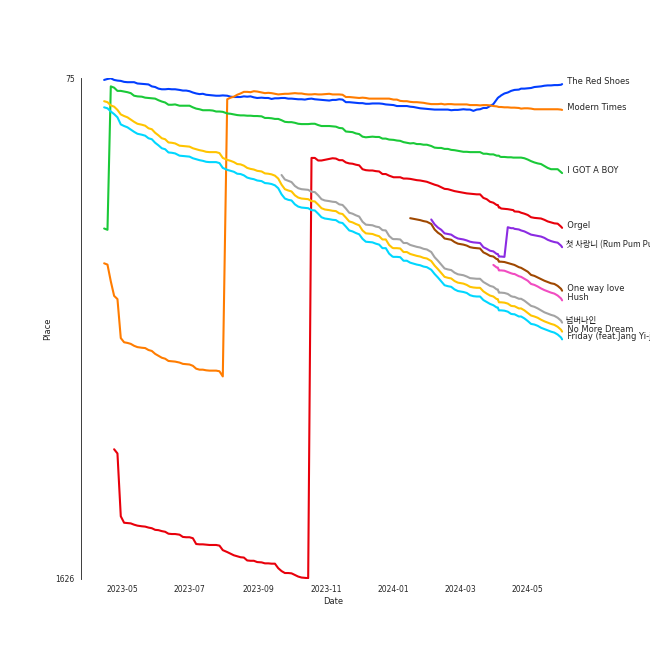 75
The Red Shoes
Modern Times
I GOT A BOY
Orgel
첫 사랑니 (Rum Pum Pu
One way love
Hush
넘버나인
No More Dream
Friday (feat.Jang Yi-j
Place
1626
2023-05
2023-07
2023-09
2023-11
2024-01
2024-03
2024-05
Date